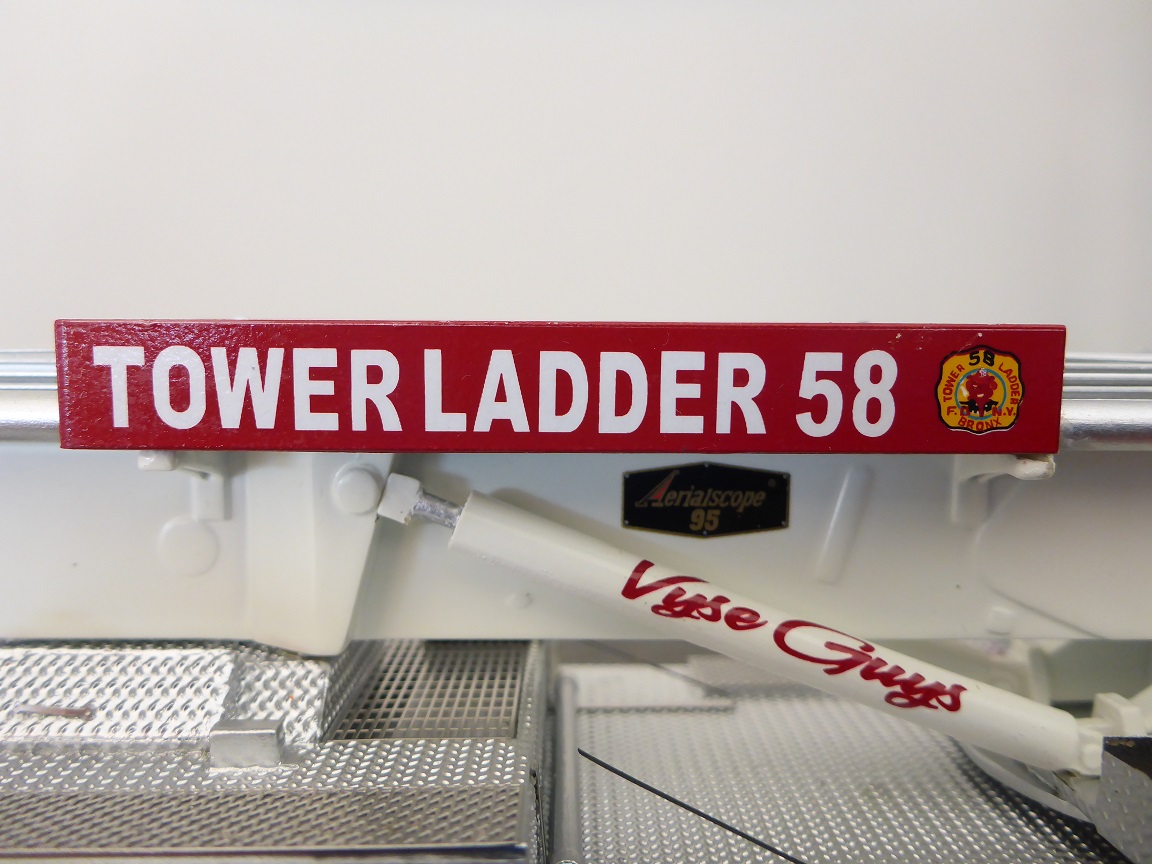 TOWER LADDER 58
58
TOWER LADDER
F.D.N.Y.
BRONX
Aerialscope
95
Vyse Guys